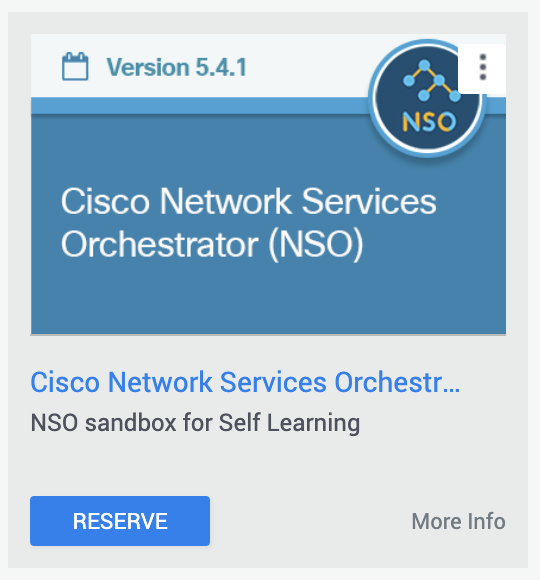 Version 5.4.1
NSO
Cisco Network Services
Orchestrator (NSO)
Cisco Network Services Orchestr...
NSO sandbox for Self Learning
RESERVE
More Info